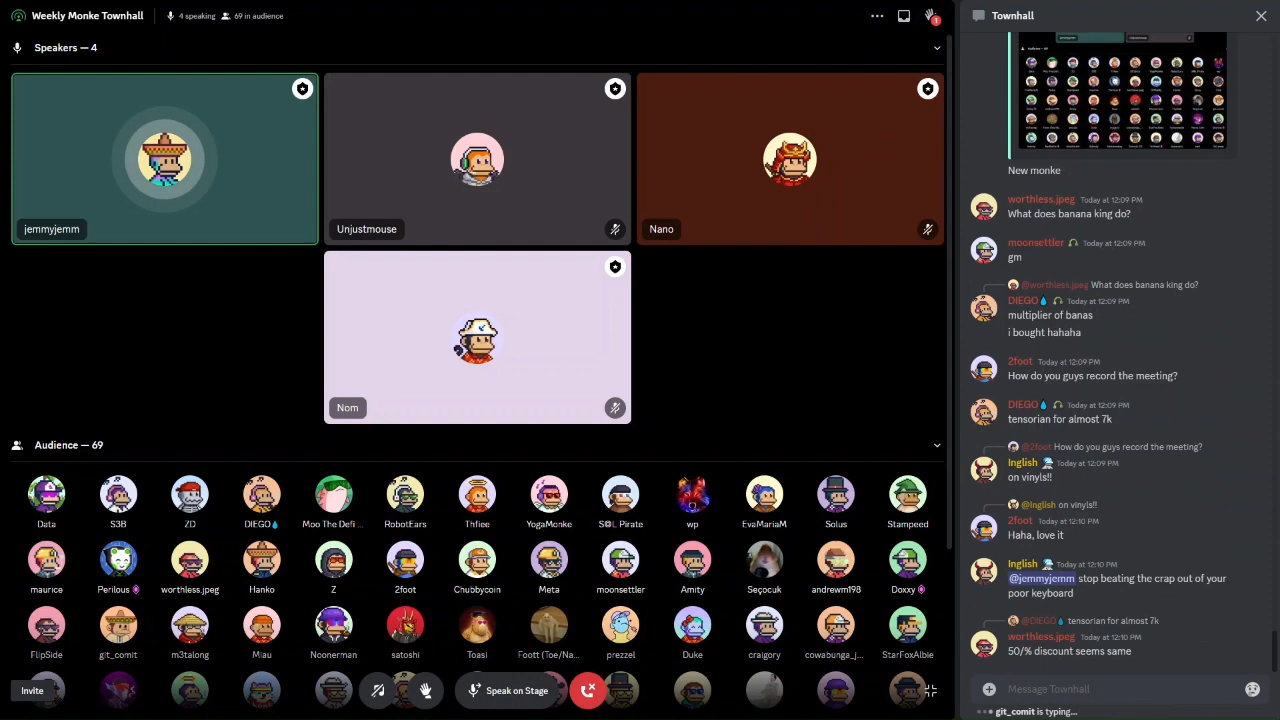 Weekly Monke Townhall
4 speaking
69 in audience
1
Townhall
Speakers — 4
jemmyjemm
Unjustmouse
Nano
Nom
Audience — 69
Data
S3B
ZD
DIEGO💧
Moo The Defi ...
RobotEars
Thfiee
YogaMonke
S@L Pirate
wp
EvaMariaM
Solus
Stampeed
maurice
Perilous
worthless.jpeg
Hanko
Z
2foot
Chubbycoin
Meta
moonsettler
Amity
Seçocuk
andrewm198
Doxxy
FlipSide
git_comit
m3talong
Miau
Noonerman
satoshi
Toasi
Foott (Toe/Na...
prezzel
Duke
craigory
cowabunga_j...
StarFoxAlbie
Invite
Speak on Stage
New monke
worthless.jpeg Today at 12:09 PM
What does banana king do?
moonsettler Today at 12:09 PM
gm
@worthless.jpeg What does banana king do?
DIEGO💧 Today at 12:09 PM
multiplier of banas
i bought hahaha
2foot Today at 12:09 PM
How do you guys record the meeting?
DIEGO💧 Today at 12:09 PM
tensorian for almost 7k
@2foot How do you guys record the meeting?
Inglish Today at 12:09 PM
on vinyls!!
@Inglish on vinyls!!
2foot Today at 12:10 PM
Haha, love it
Inglish Today at 12:10 PM
@jemmyjemm stop beating the crap out of your
poor keyboard
@DIEGO💧 tensorian for almost 7k
worthless.jpeg Today at 12:10 PM
50/% discount seems same
Message Townhall
git_comit is typing...